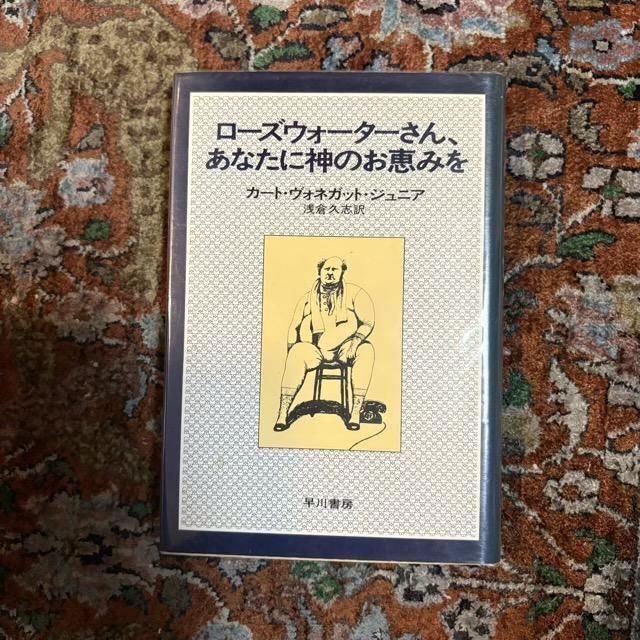 ローズウォーターさん、
あなたに神のお恵みを
カート・ヴォネガット・ジュニア
浅倉久志訳
早川書房